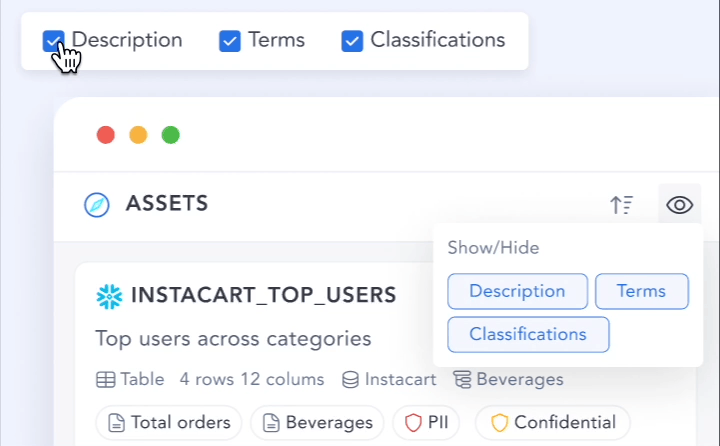 Description Terms Classifications
ASSETS
Show/Hide
Description Terms
Classifications
INSTACART_TOP_USERS
Top users across categories
Table 4 rows 12 colums Instacart Beverages
Total orders Beverages PII Confidential